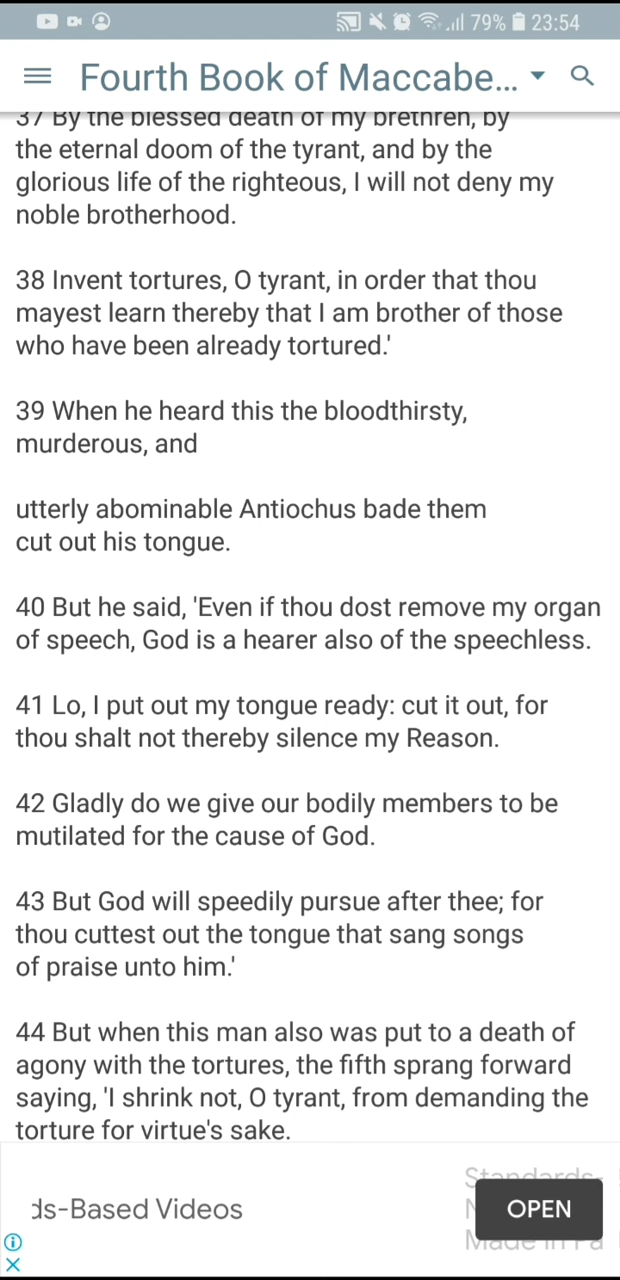 79% 23:54
Fourth Book of Maccabe...
37 By the blessed death of my brethren, by
the eternal doom of the tyrant, and by the
glorious life of the righteous, I will not deny my
noble brotherhood.
38 Invent tortures, O tyrant, in order that thou
mayest learn thereby that I am brother of those
who have been already tortured.'
39 When he heard this the bloodthirsty,
murderous, and
utterly abominable Antiochus bade them
cut out his tongue.
40 But he said, 'Even if thou dost remove my organ
of speech, God is a hearer also of the speechless.
41 Lo, I put out my tongue ready: cut it out, for
thou shalt not thereby silence my Reason.
42 Gladly do we give our bodily members to be
mutilated for the cause of God.
43 But God will speedily pursue after thee; for
thou cuttest out the tongue that sang songs
of praise unto him.'
44 But when this man also was put to a death of
agony with the tortures, the fifth sprang forward
saying, 'I shrink not, O tyrant, from demanding the
torture for virtue's sake.
ds-Based Videos
Standards-
OPEN
Made in Pa